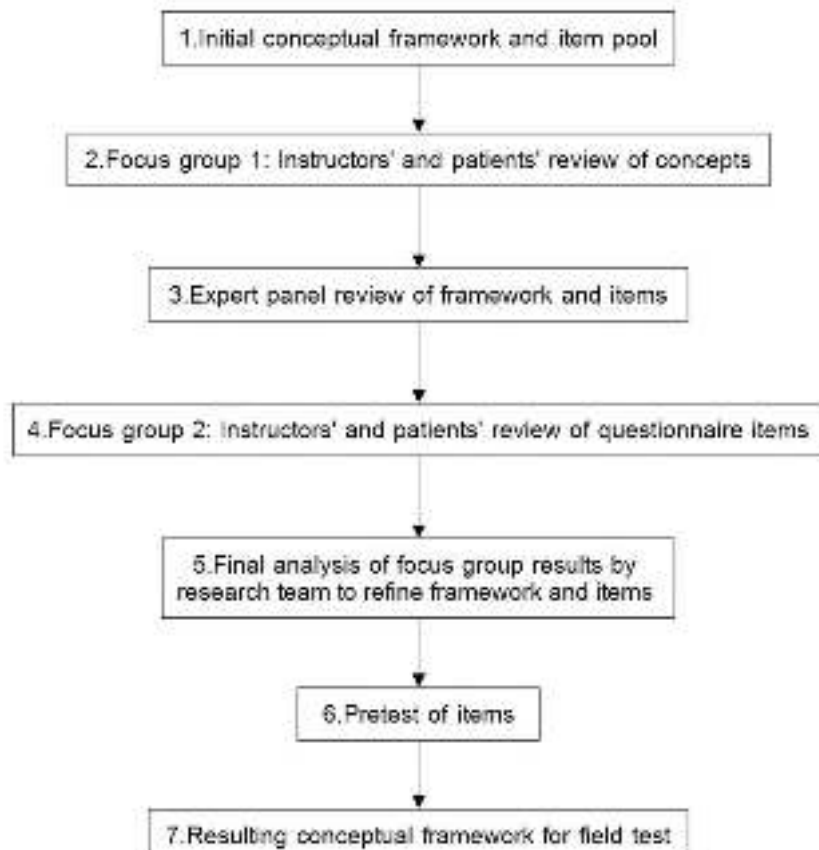 1.Initial conceptual framework and item pool
2.Focus group 1: Instructors' and patients' review of concepts
3.Expert panel review of framework and items
4.Focus group 2: Instructors' and patients' review of questionnaire items
5.Final analysis of focus group results by
research team to refine framework and items
6.Pretest of items
7.Resulting conceptual framework for field test